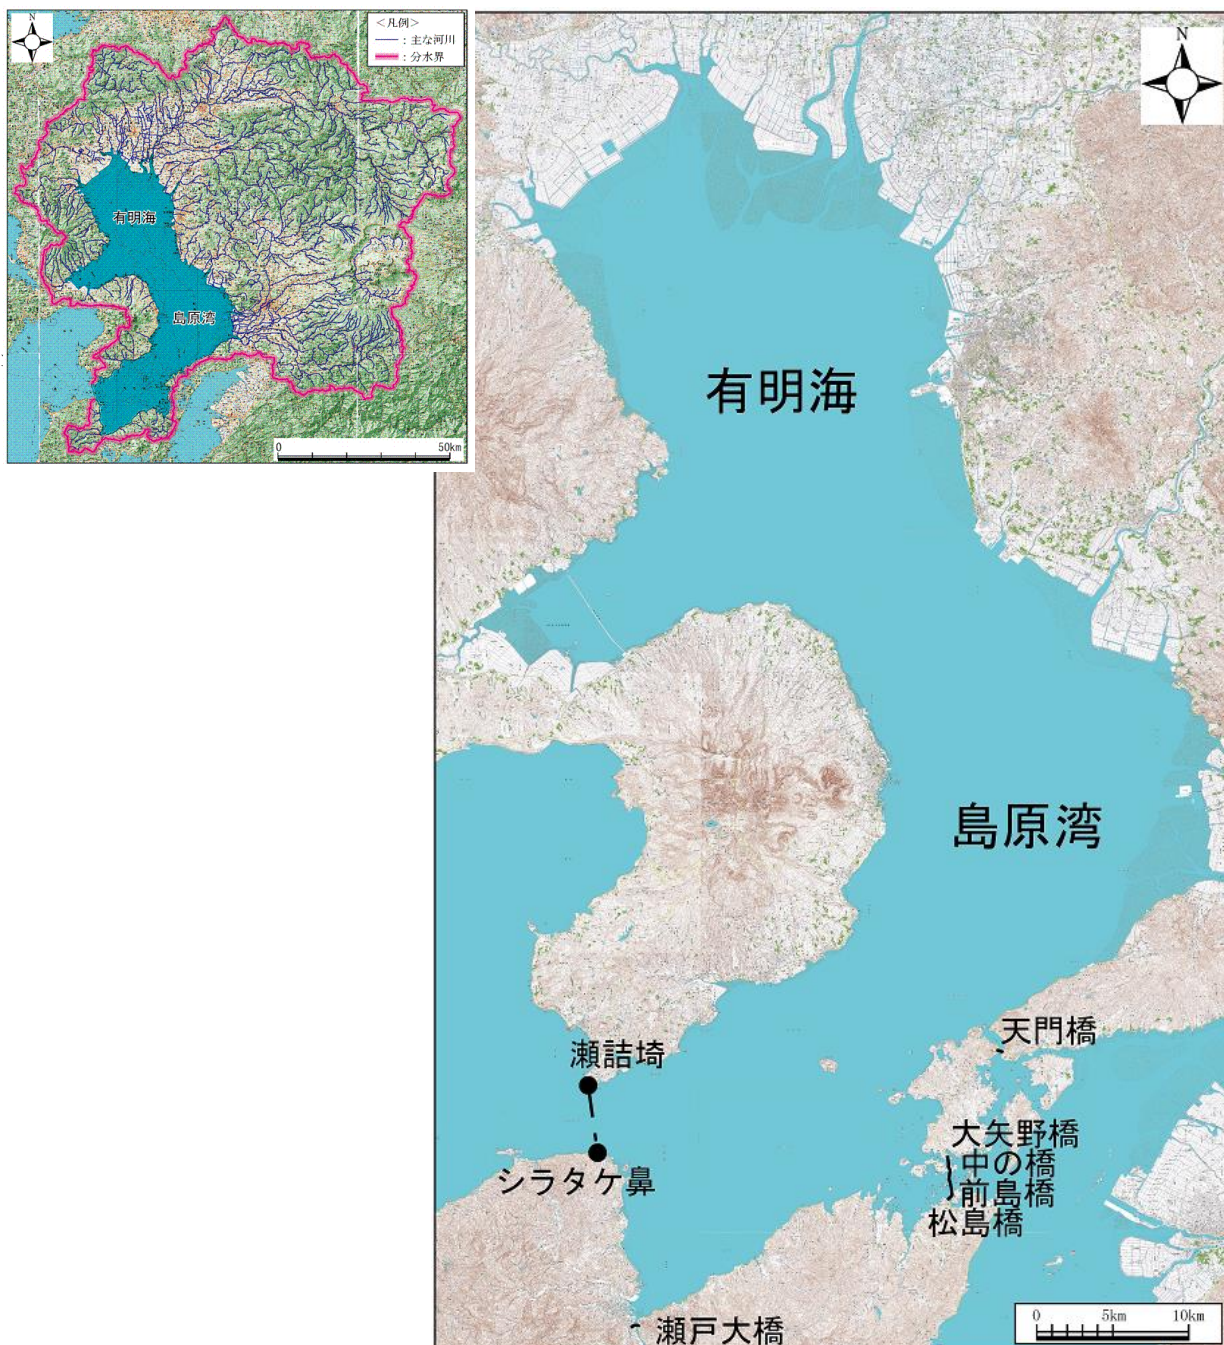 N
<凡例>
:主な河川
:分水界
有明海
島原湾
0 50km
N
有明海
島原湾
天門橋
瀬詰埼
大矢野橋
中の橋
シラタケ鼻
前島橋
松島橋
0 5km 10km
瀬戸大橋